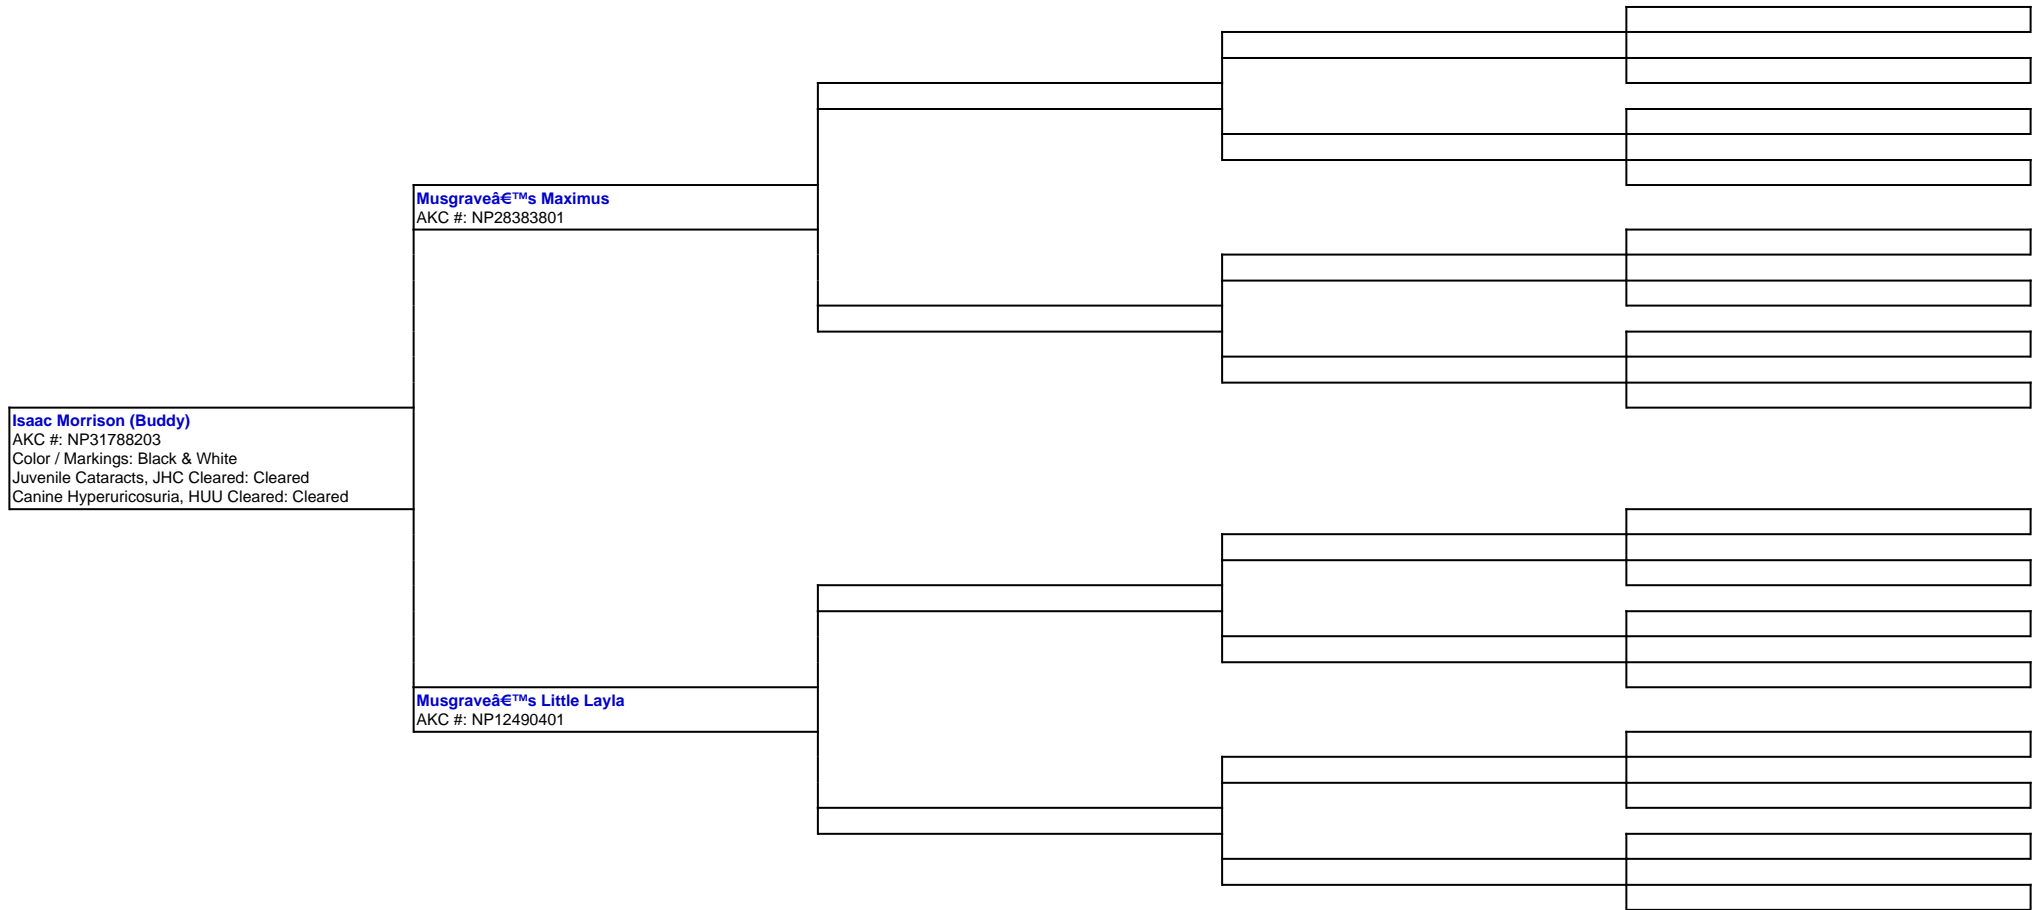 Musgraveâ€™s Maximus
AKC #: NP28383801
Isaac Morrison (Buddy)
AKC #: NP31788203
Color / Markings: Black & White
Juvenile Cataracts, JHC Cleared: Cleared
Canine Hyperuricosuria, HUU Cleared: Cleared
Musgraveâ€™s Little Layla
AKC #: NP12490401